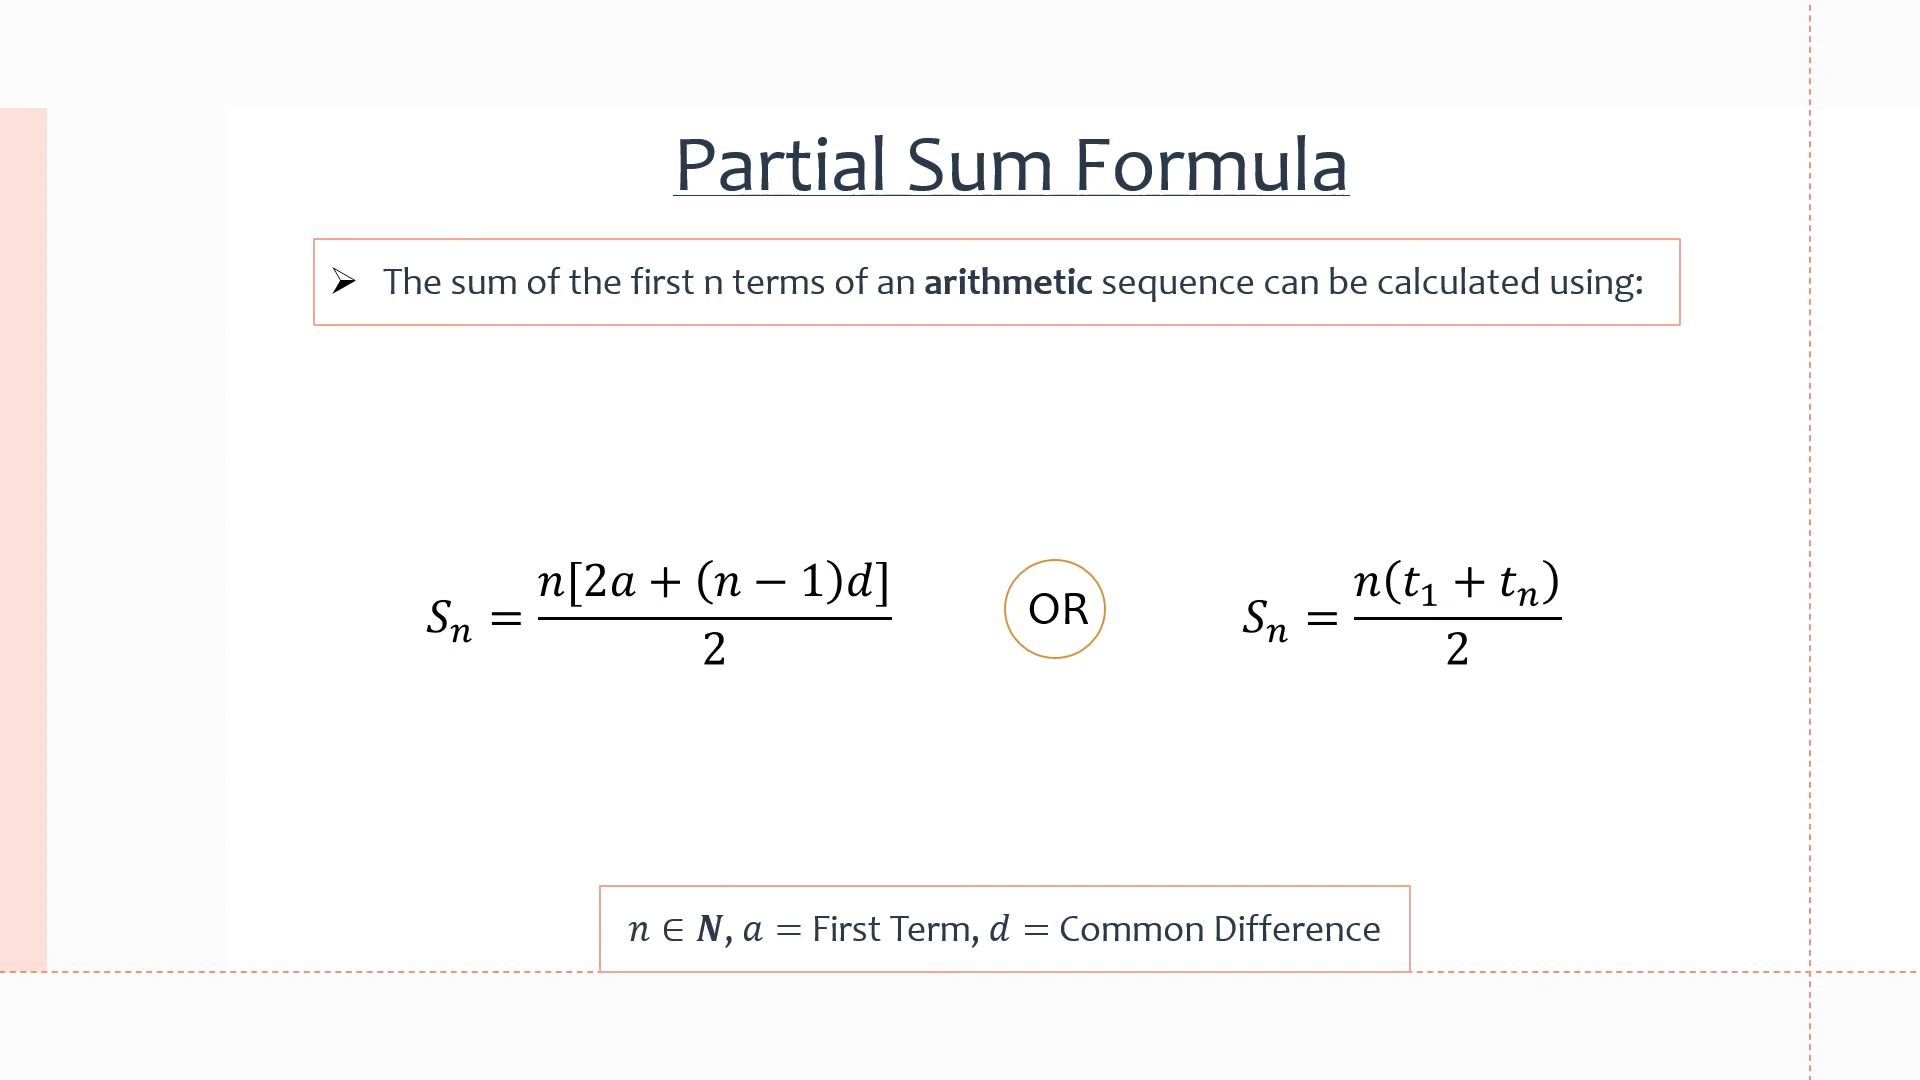 Partial Sum Formula
➢ The sum of the first n terms of an arithmetic sequence can be calculated using:
Sₙ = n[2a + (n − 1)d] / 2 OR Sₙ = n(t₁ + tₙ) / 2
n ∈ N, a = First Term, d = Common Difference